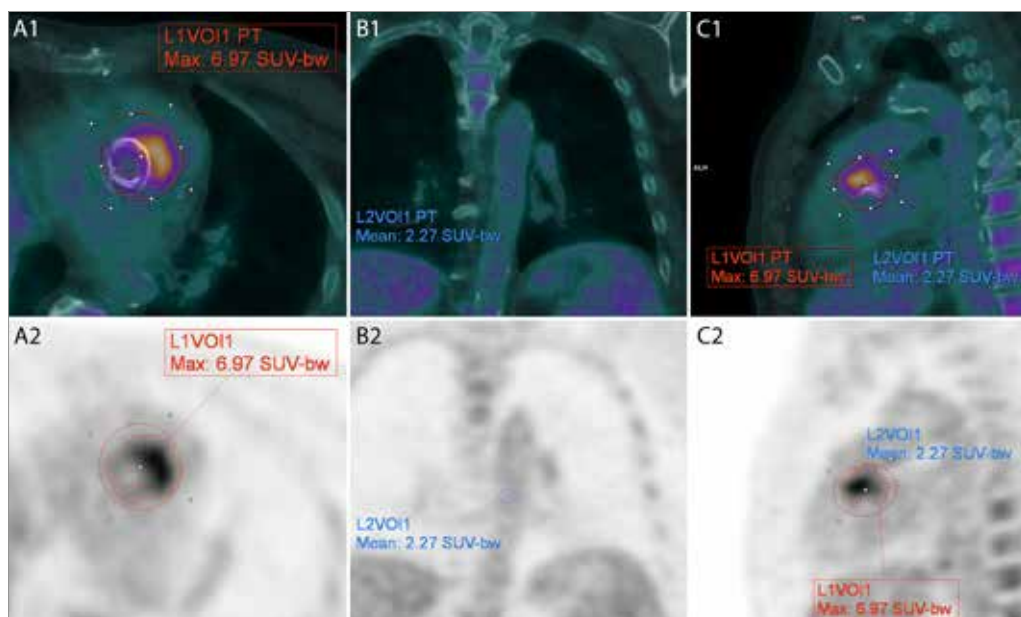 A1
L1VOI1 PT
Max: 6.97 SUV-bw
B1
L2VOI1 PT
Mean: 2.27 SUV-bw
C1
L1VOI1 PT
Max: 6.97 SUV-bw
L2VOI1 PT
Mean: 2.27 SUV-bw
A2
L1VOI1
Max: 6.97 SUV-bw
B2
L2VOI1
Mean: 2.27 SUV-bw
C2
L2VOI1
Mean: 2.27 SUV-bw
L1VOI1
Max: 6.97 SUV-bw